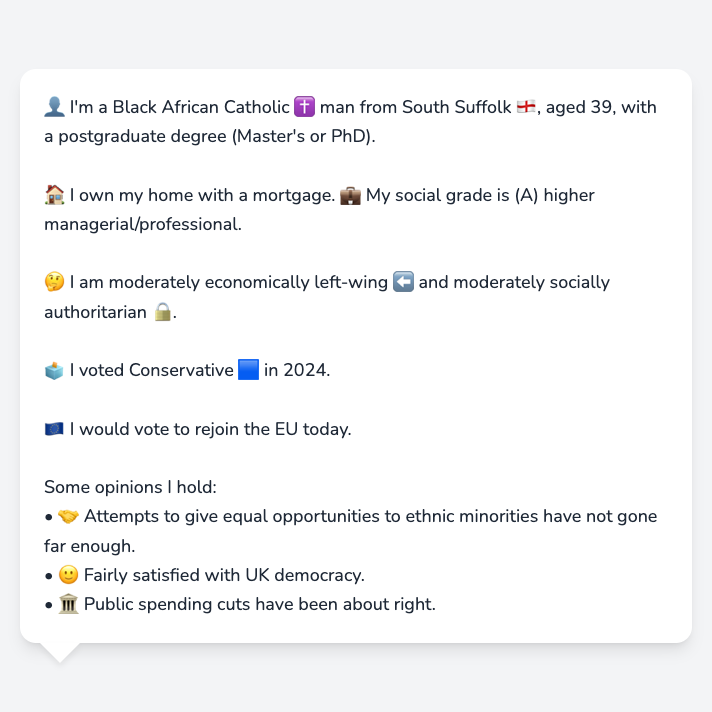 👤 I'm a Black African Catholic ✝️ man from South Suffolk 🏴󠁧󠁢󠁥󠁮󠁧󠁿, aged 39, with
a postgraduate degree (Master's or PhD).
🏠 I own my home with a mortgage. 💼 My social grade is (A) higher
managerial/professional.
🤔 I am moderately economically left-wing ⬅️ and moderately socially
authoritarian 🔒.
🗳️ I voted Conservative 🟦 in 2024.
🇪🇺 I would vote to rejoin the EU today.
Some opinions I hold:
• 🤝 Attempts to give equal opportunities to ethnic minorities have not gone
far enough.
• 🙂 Fairly satisfied with UK democracy.
• 🏛️ Public spending cuts have been about right.